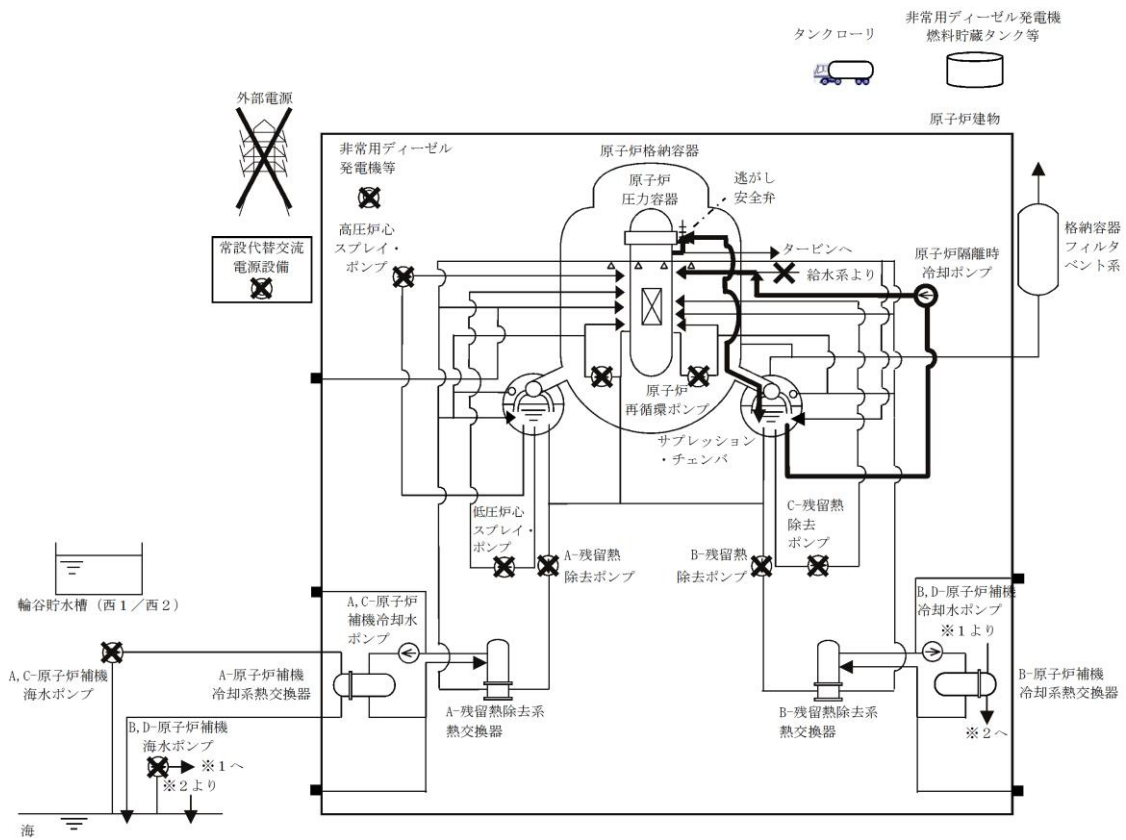 タンクローリ
非常用ディーゼル発電機
燃料貯蔵タンク等
外部電源
原子炉建物
非常用ディーゼル
発電機等
原子炉格納容器
原子炉
圧力容器
逃がし
安全弁
高圧炉心
スプレイ・
ポンプ
常設代替交流
電源設備
タービンへ
給水系より
原子炉隔離時
冷却ポンプ
格納容器
フィルタ
ベント系
原子炉
再循環ポンプ
サプレッション
・チェンバ
低圧炉心
スプレイ・
ポンプ
A-残留熱
除去ポンプ
B-残留熱
除去ポンプ
C-残留熱
除去
ポンプ
輪谷貯水槽(西1/西2)
A,C-原子炉
補機冷却水
ポンプ
B,D-原子炉補機
冷却水ポンプ
※1より
A,C-原子炉補機
海水ポンプ
A-原子炉補機
冷却系熱交換器
A-残留熱除去系
熱交換器
B-残留熱除去系
熱交換器
B-原子炉補機
冷却系熱交換器
※2へ
B,D-原子炉補機
海水ポンプ
※1へ
※2より
海